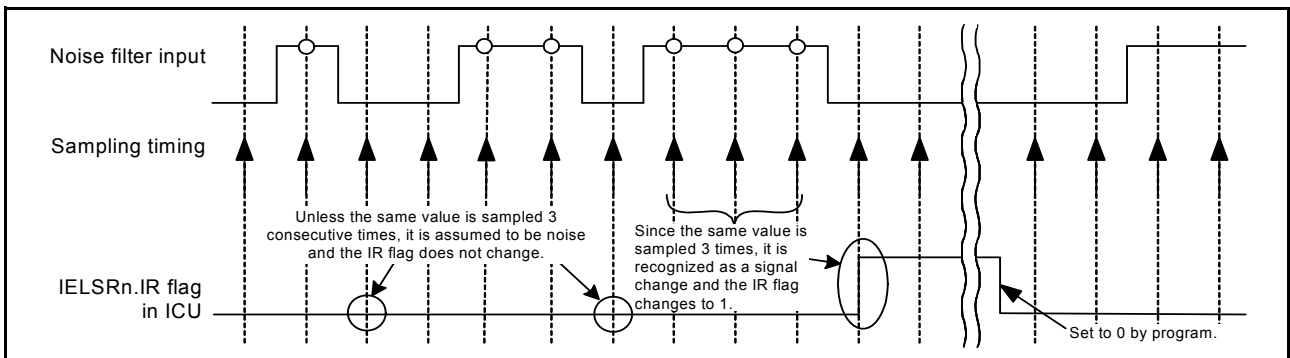 Noise filter input
Sampling timing
Unless the same value is sampled 3
consecutive times, it is assumed to be noise
and the IR flag does not change.
Since the same value is
sampled 3 times, it is
recognized as a signal
change and the IR flag
changes to 1.
IELSRn.IR flag
in ICU
Set to 0 by program.